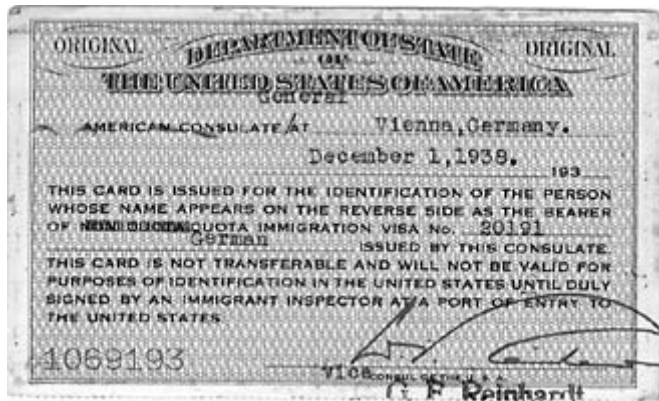 ORIGINAL DEPARTMENT OF STATE ORIGINAL
OF
THE UNITED STATES OF AMERICA
General
AMERICAN CONSULATE/AT Vienna,Germany.
December 1,1938.
193
THIS CARD IS ISSUED FOR THE IDENTIFICATION OF THE PERSON
WHOSE NAME APPEARS ON THE REVERSE SIDE AS THE BEARER
OF QUOTA IMMIGRATION VISA No. 20191
German ISSUED BY THIS CONSULATE.
THIS CARD IS NOT TRANSFERABLE AND WILL NOT BE VALID FOR
PURPOSES OF IDENTIFICATION IN THE UNITED STATES UNTIL DULY
SIGNED BY AN IMMIGRANT INSPECTOR AT A PORT OF ENTRY TO
THE UNITED STATES.
1069193
Vice CONSUL OF THE U.S.A.
Reinhardt